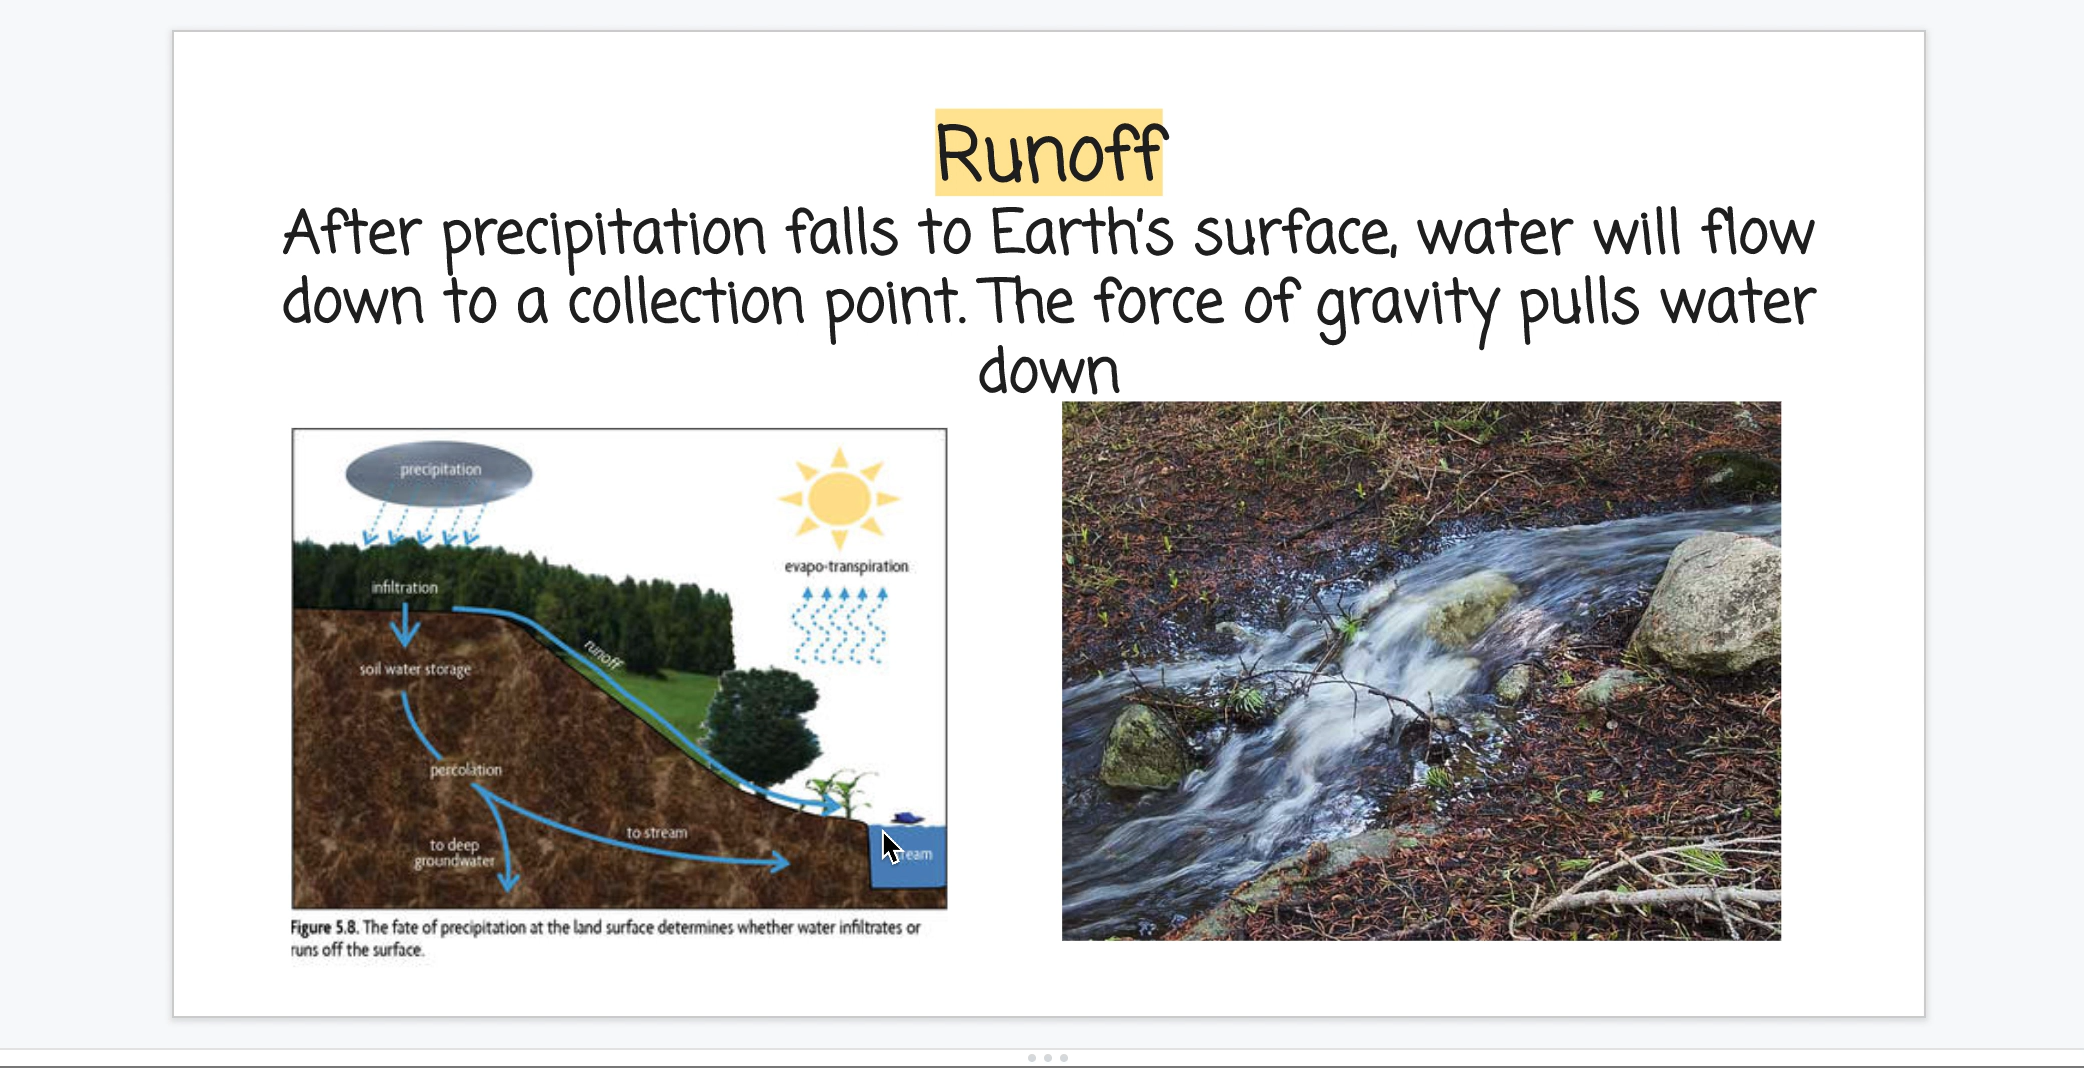 Runoff
After precipitation falls to Earth's surface, water will flow
down to a collection point. The force of gravity pulls water
down
precipitation
evapo-transpiration
infiltration
runoff
soil water storage
percolation
to stream
to deep
groundwater
Figure 5.8. The fate of precipitation at the land surface determines whether water infiltrates or
runs off the surface.